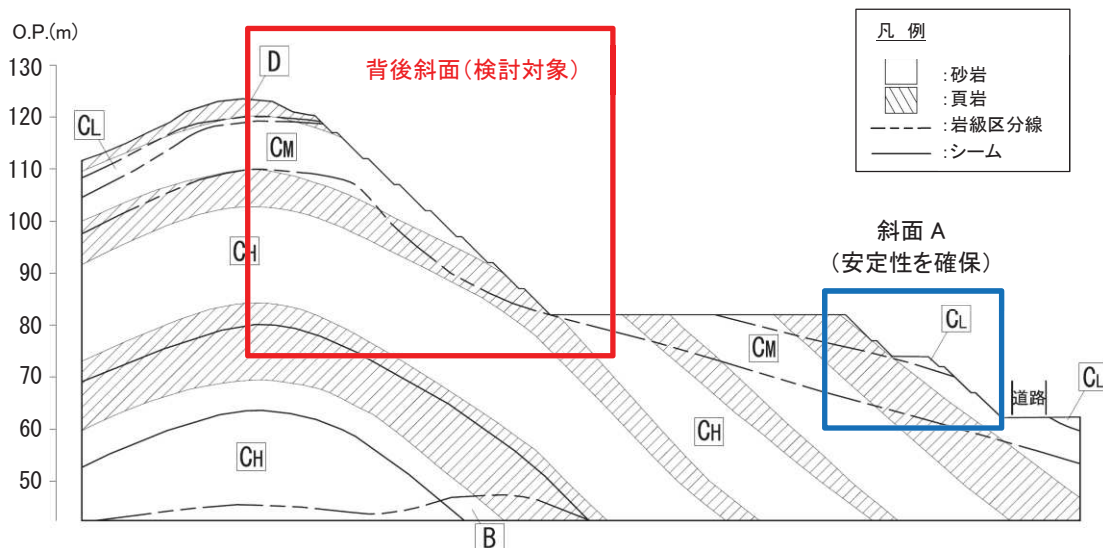 O.P.(m)
130
120
110
100
90
80
70
60
50
背後斜面(検討対象)
D
CL
CM
CH
CH
B
CM
CH
斜面 A
(安定性を確保)
CL
道路
CL
凡 例
:砂岩
:頁岩
:岩級区分線
:シーム